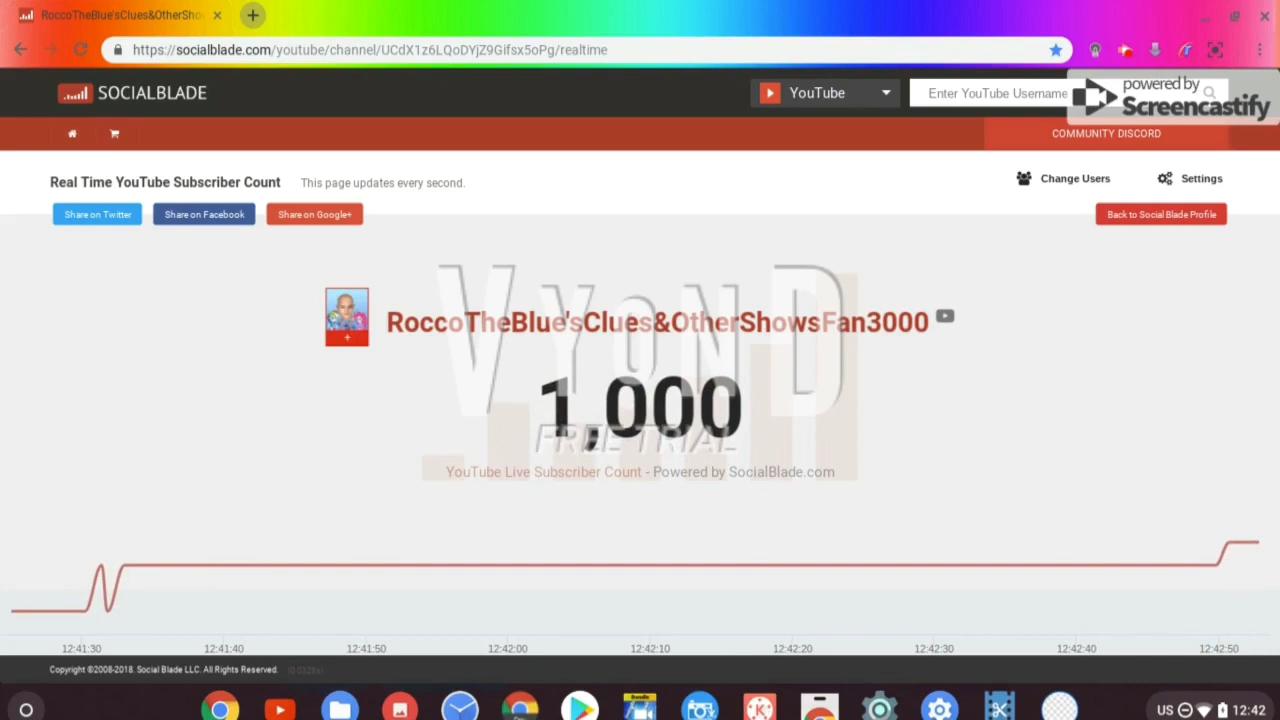 RoccoTheBlue'sClues&OtherSho
https://socialblade.com/youtube/channel/UCdX1z6LQoDYjZ9Gifsx5oPg/realtime
SOCIALBLADE
YouTube
Enter YouTube Username
powered by
Screencastify
COMMUNITY DISCORD
Real Time YouTube Subscriber Count
This page updates every second.
Change Users
Settings
Share on Twitter
Share on Facebook
Share on Google+
Back to Social Blade Profile
VYOND
FREE TRIAL
RoccoTheBlue'sClues&OtherShowsFan3000
1,000
YouTube Live Subscriber Count - Powered by SocialBlade.com
12:41:30
12:41:40
12:41:50
12:42:00
12:42:10
12:42:20
12:42:30
12:42:40
12:42:50
Copyright ©2008-2018. Social Blade LLC. All Rights Reserved.
US
12:42